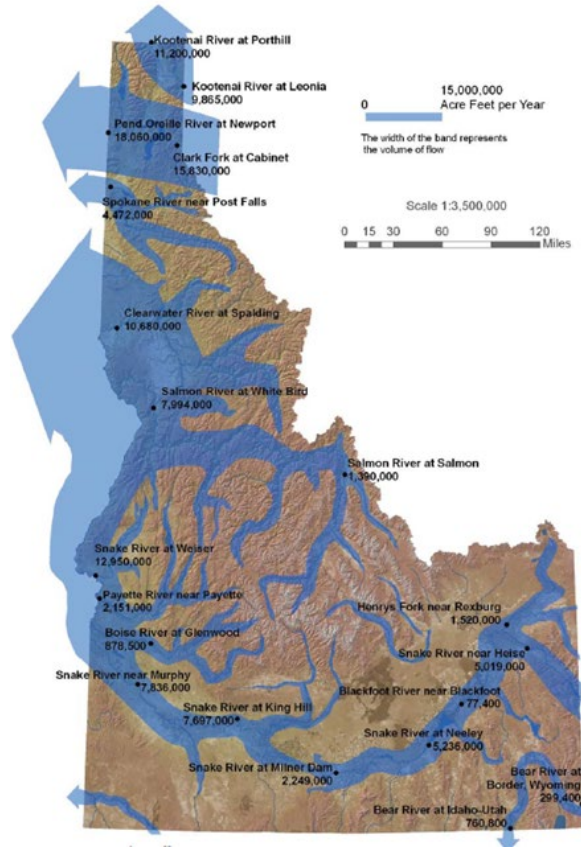 Kootenai River at Porthill
11,200,000
Kootenai River at Leonia
9,865,000
15,000,000
0
Acre Feet per Year
The width of the band represents
the volume of flow
Pend Oreille River at Newport
18,060,000
Clark Fork at Cabinet
15,830,000
Spokane River near Post Falls
4,472,000
Scale 1:3,500,000
0 15 30 60 90 120
Miles
Clearwater River at Spalding
10,680,000
Salmon River at White Bird
7,994,000
Salmon River at Salmon
1,390,000
Snake River at Weiser
12,950,000
Payette River near Payette
2,151,000
Henrys Fork near Rexburg
1,520,000
Boise River at Glenwood
878,500
Snake River near Heise
5,019,000
Snake River near Murphy
7,836,000
Blackfoot River near Blackfoot
77,400
Snake River at King Hill
7,697,000
Snake River at Neeley
5,236,000
Snake River at Milner Dam
2,249,000
Bear River at
Border, Wyoming
299,400
Bear River at Idaho-Utah
760,800